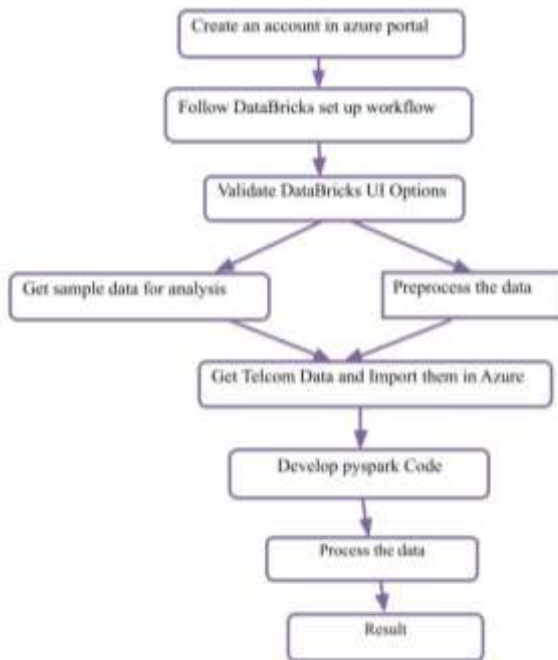 Create an account in azure portal
Follow DataBricks set up workflow
Validate DataBricks UI Options
Get sample data for analysis
Preprocess the data
Get Telcom Data and Import them in Azure
Develop pyspark Code
Process the data
Result